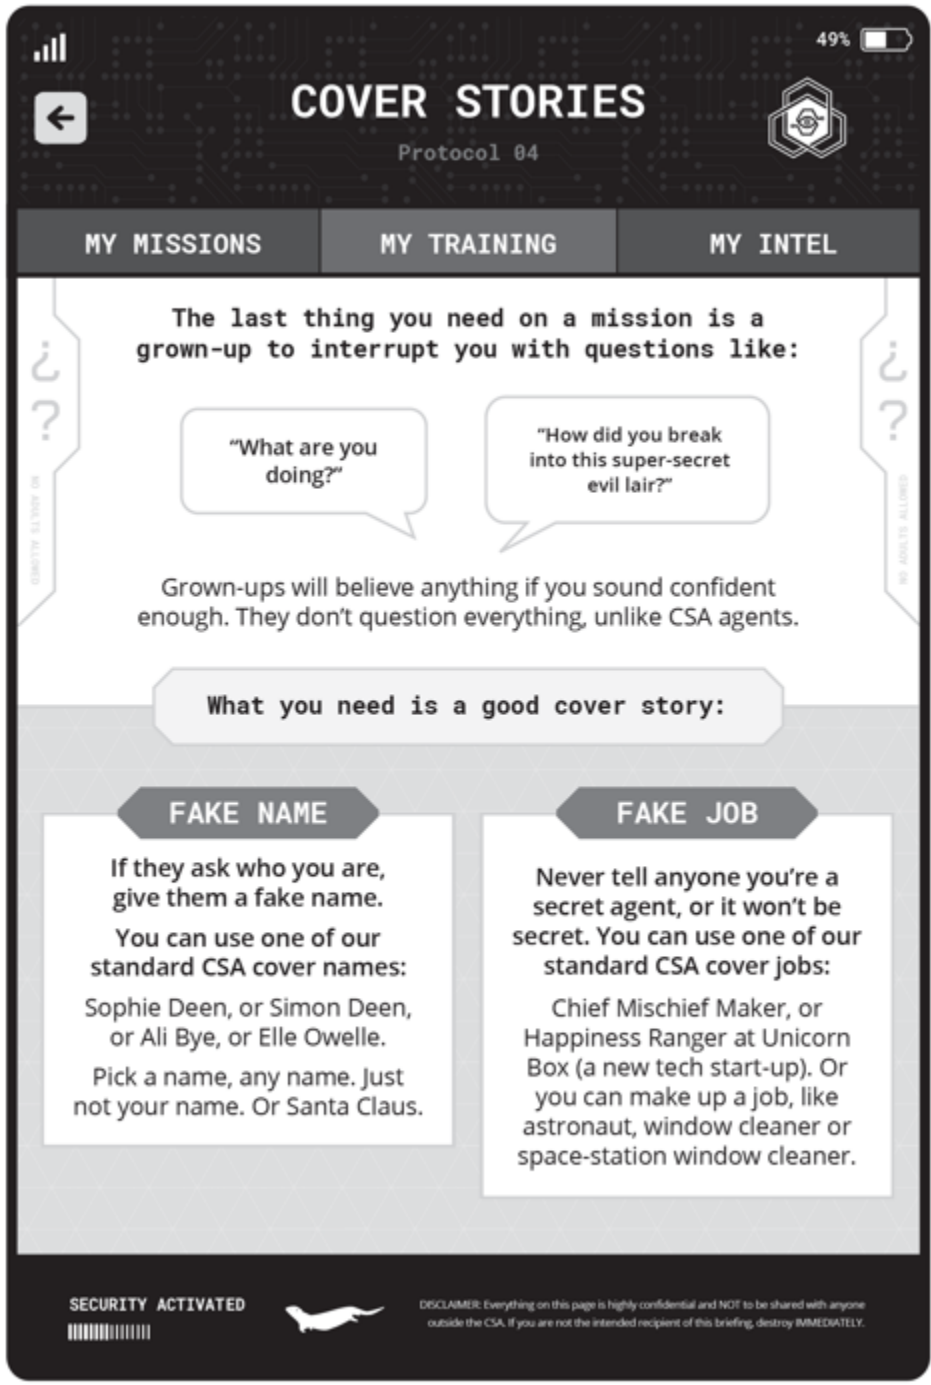 49%
COVER STORIES
Protocol 04
MY MISSIONS
MY TRAINING
MY INTEL
The last thing you need on a mission is a
grown-up to interrupt you with questions like:
¿
?
NO ADULTS ALLOWED
¿
?
NO ADULTS ALLOWED
“What are you
doing?”
“How did you break
into this super-secret
evil lair?”
Grown-ups will believe anything if you sound confident
enough. They don’t question everything, unlike CSA agents.
What you need is a good cover story:
FAKE NAME
If they ask who you are,
give them a fake name.
You can use one of our
standard CSA cover names:
Sophie Deen, or Simon Deen,
or Ali Bye, or Elle Owelle.
Pick a name, any name. Just
not your name. Or Santa Claus.
FAKE JOB
Never tell anyone you’re a
secret agent, or it won’t be
secret. You can use one of our
standard CSA cover jobs:
Chief Mischief Maker, or
Happiness Ranger at Unicorn
Box (a new tech start-up). Or
you can make up a job, like
astronaut, window cleaner or
space-station window cleaner.
SECURITY ACTIVATED
DISCLAIMER: Everything on this page is highly confidential and NOT to be shared with anyone
outside the CSA. If you are not the intended recipient of this briefing, destroy IMMEDIATELY.